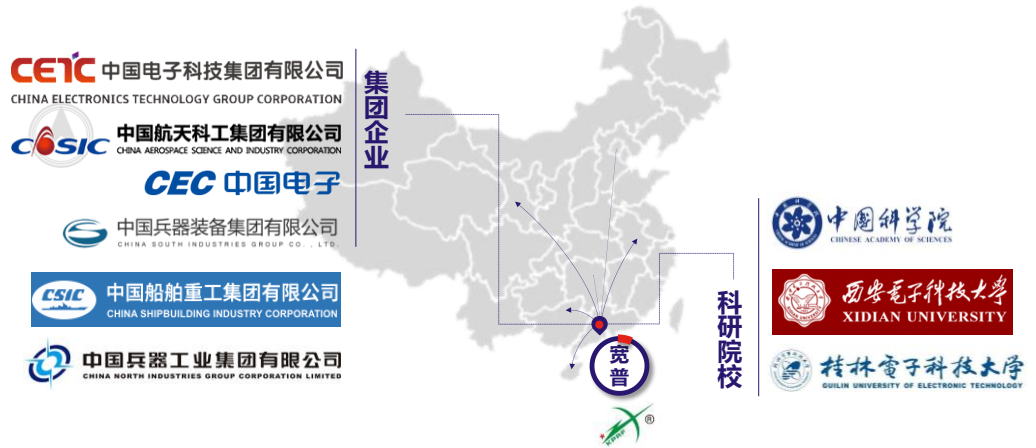 CETC 中国电子科技集团有限公司
CHINA ELECTRONICS TECHNOLOGY GROUP CORPORATION
CASIC 中国航天科工集团有限公司
CHINA AEROSPACE SCIENCE AND INDUSTRY CORPORATION
CEC 中国电子
中国兵器装备集团有限公司
CHINA SOUTH INDUSTRIES GROUP CO. , LTD.
CSIC 中国船舶重工集团有限公司
CHINA SHIPBUILDING INDUSTRY CORPORATION
中国兵器工业集团有限公司
CHINA NORTH INDUSTRIES GROUP CORPORATION LIMITED
集团企业
宽普
KPRF ®
科研院校
中國科学院
CHINESE ACADEMY OF SCIENCES
西安電子科技大学
XIDIAN UNIVERSITY
桂林電子科技大学
GUILIN UNIVERSITY OF ELECTRONIC TECHNOLOGY